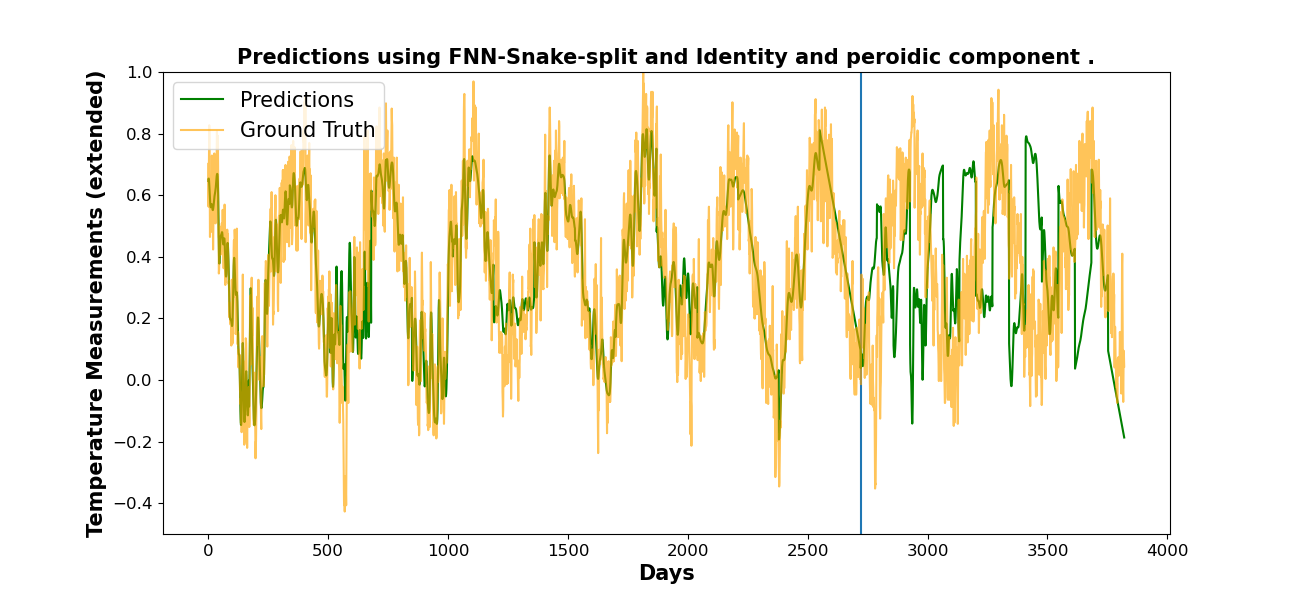 Predictions using FNN-Snake-split and Identity and peroidic component .
Temperature Measurements (extended)
1.0
0.8
0.6
0.4
0.2
0.0
−0.2
−0.4
Predictions
Ground Truth
0 500 1000 1500 2000 2500 3000 3500 4000
Days